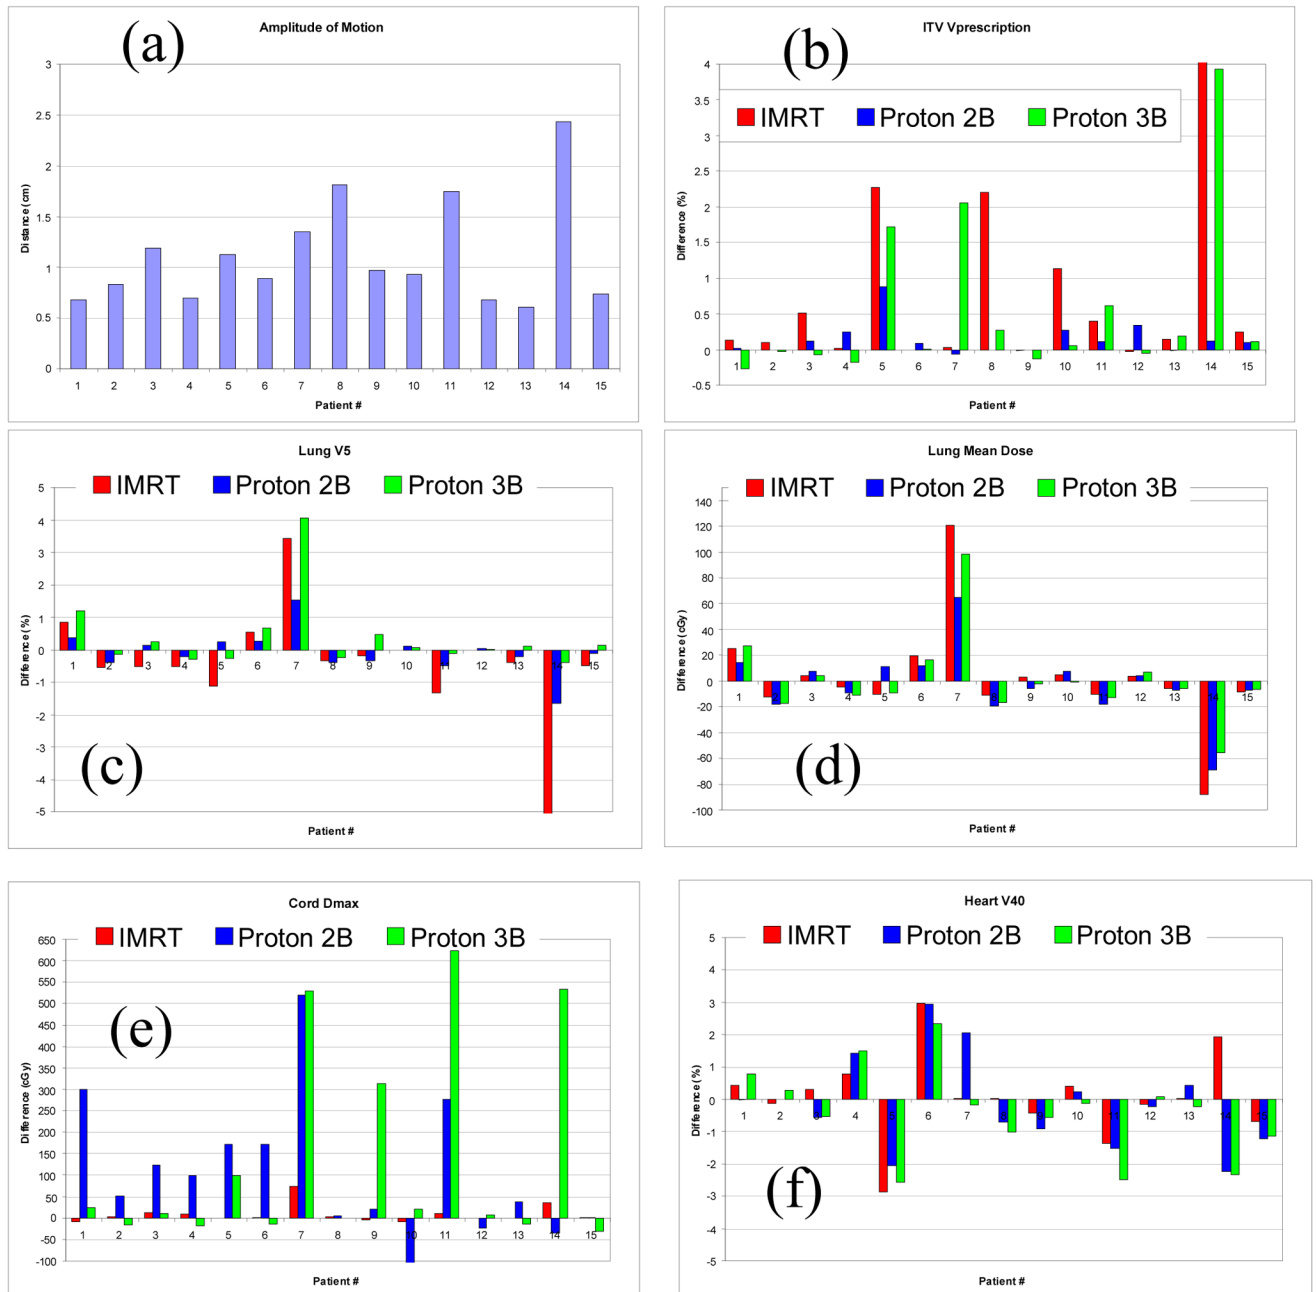 Amplitude of Motion
(a)
3
2.5
2
1.5
1
0.5
0
Distance (cm)
1 2 3 4 5 6 7 8 9 10 11 12 13 14 15
Patient #
ITV Vprescription
(b)
IMRT Proton 2B Proton 3B
4
3.5
3
2.5
2
1.5
1
0.5
0
-0.5
Difference (%)
1 2 3 4 5 6 7 8 9 10 11 12 13 14 15
Patient #
Lung V5
IMRT Proton 2B Proton 3B
5
4
3
2
1
0
-1
-2
-3
-4
-5
Difference (%)
1 2 3 4 5 6 7 8 9 10 11 12 13 14 15
(c)
Patient #
Lung Mean Dose
IMRT Proton 2B Proton 3B
140
120
100
80
60
40
20
0
-20
-40
-60
-80
-100
Difference (cGy)
1 2 3 4 5 6 7 8 9 10 11 12 13 14 15
(d)
Patient #
Cord Dmax
IMRT Proton 2B Proton 3B
650
600
550
500
450
400
350
300
250
200
150
100
50
0
-50
-100
Difference (cGy)
(e)
1 2 3 4 5 6 7 8 9 10 11 12 13 14 15
Patient #
Heart V40
IMRT Proton 2B Proton 3B
5
4
3
2
1
0
-1
-2
-3
-4
-5
Difference (%)
1 2 3 4 5 6 7 8 9 10 11 12 13 14 15
(f)
Patient #